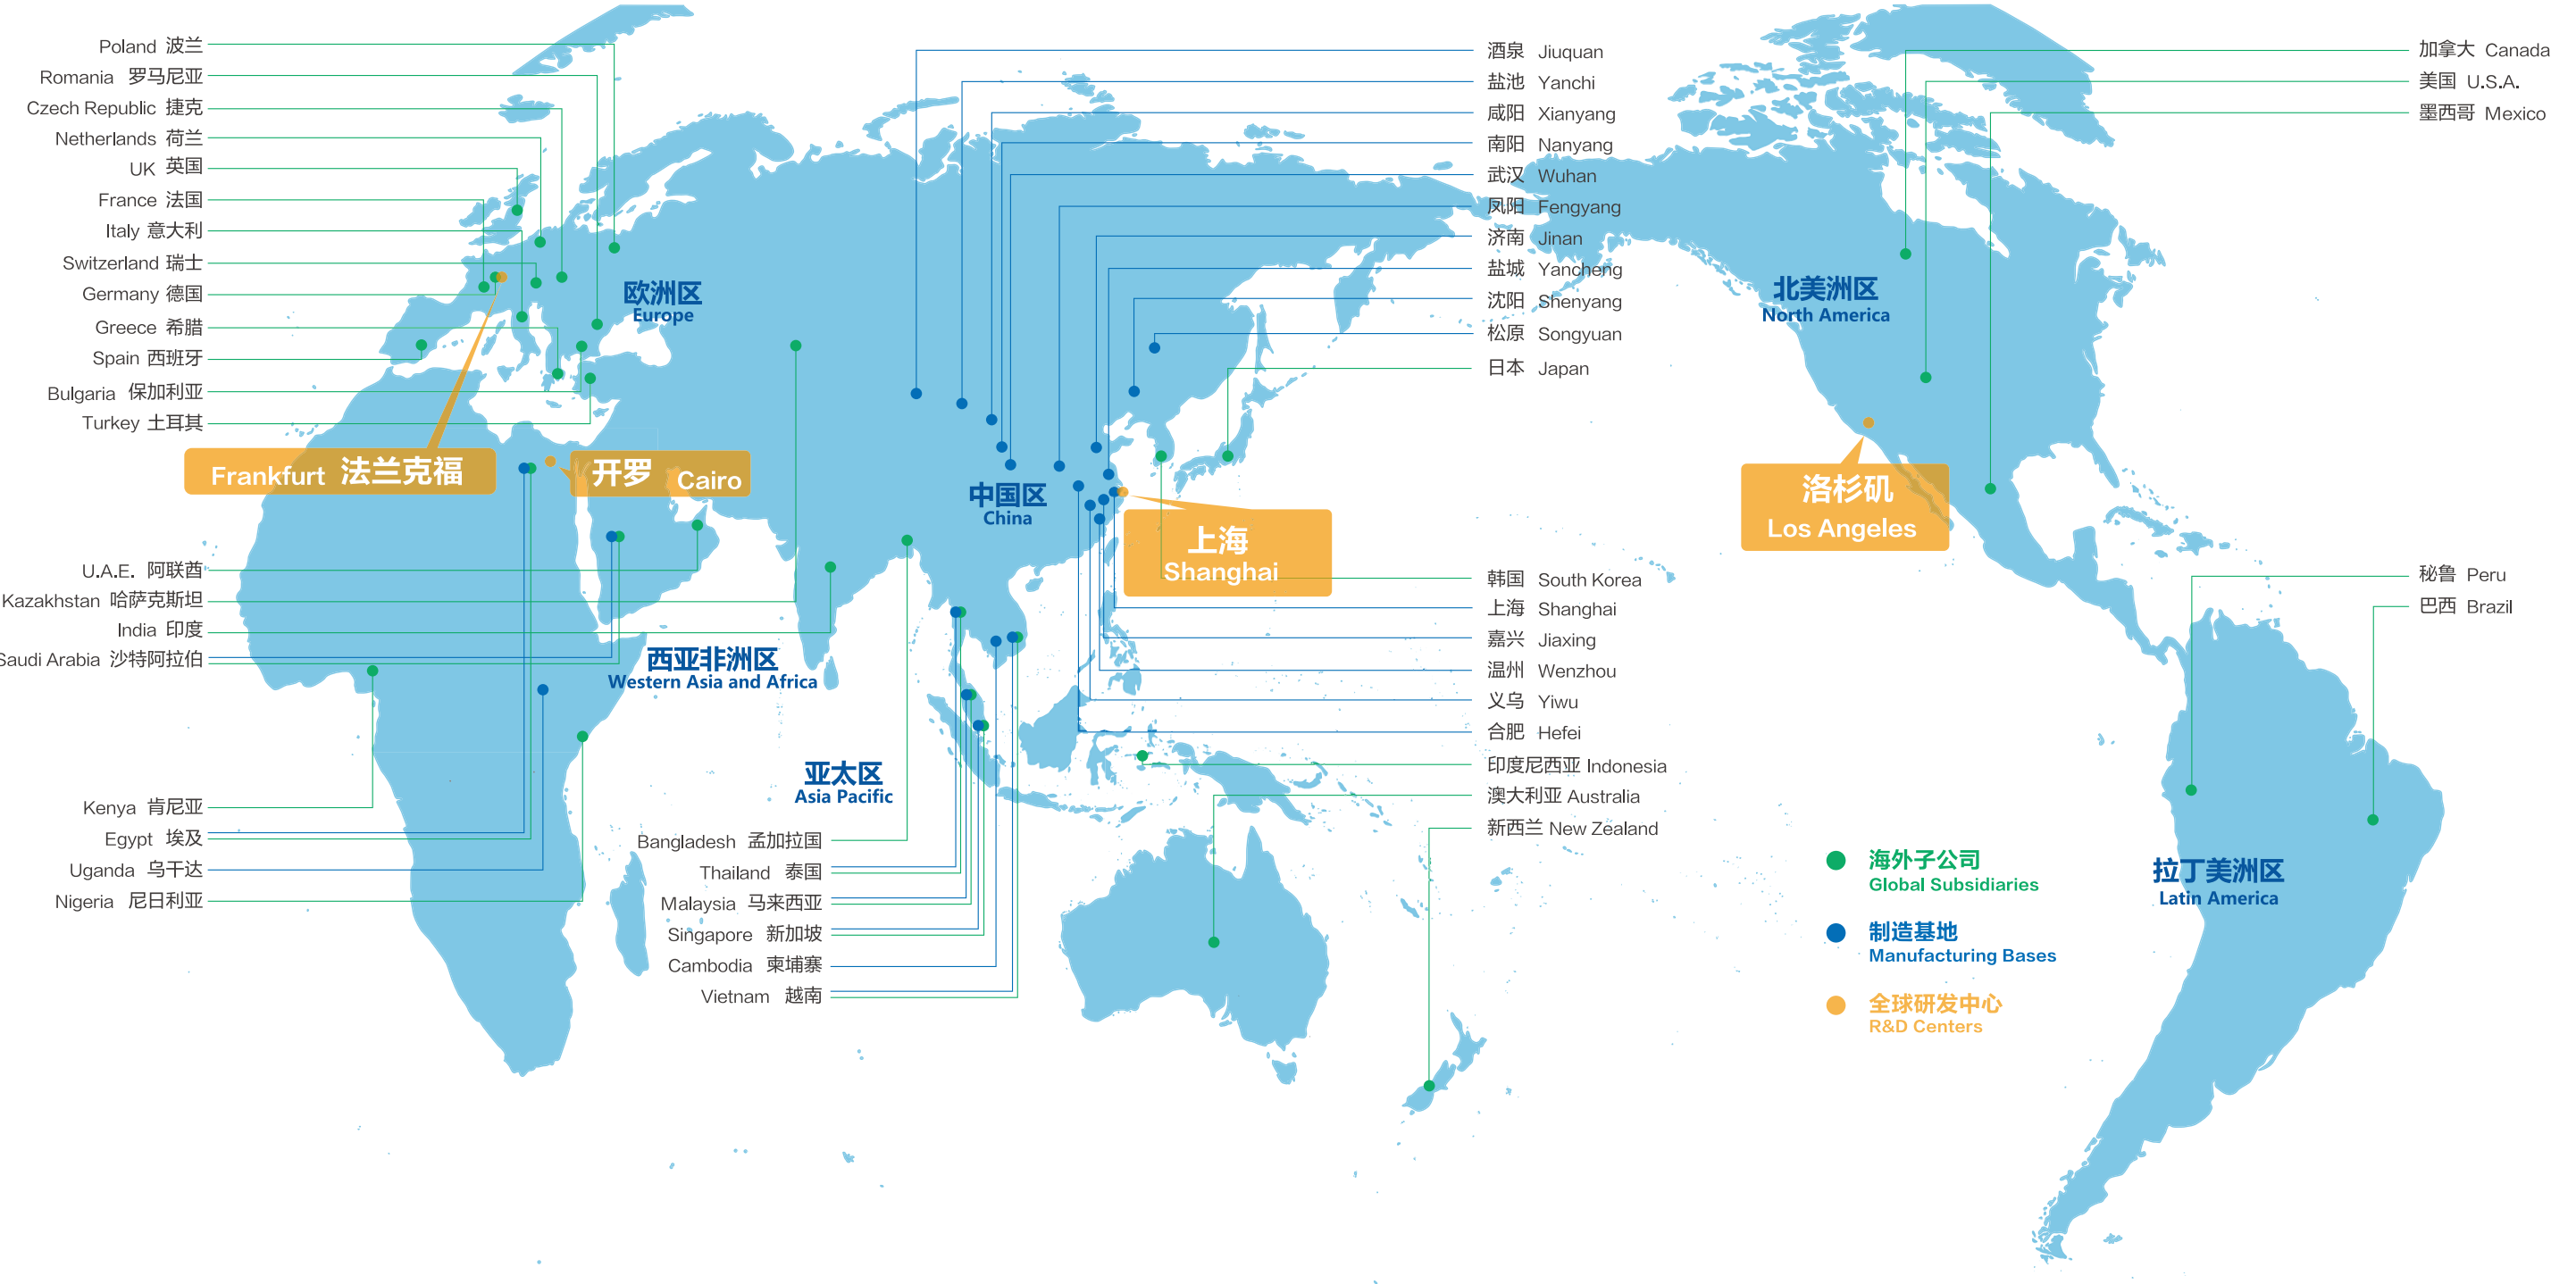 Poland 波兰
Romania 罗马尼亚
Czech Republic 捷克
Netherlands 荷兰
UK 英国
France 法国
Italy 意大利
Switzerland 瑞士
Germany 德国
Greece 希腊
Spain 西班牙
Bulgaria 保加利亚
Turkey 土耳其
Frankfurt 法兰克福
开罗 Cairo
欧洲区
Europe
U.A.E. 阿联酋
Kazakhstan 哈萨克斯坦
India 印度
Saudi Arabia 沙特阿拉伯
西亚非洲区
Western Asia and Africa
Kenya 肯尼亚
Egypt 埃及
Uganda 乌干达
Nigeria 尼日利亚
亚太区
Asia Pacific
Bangladesh 孟加拉国
Thailand 泰国
Malaysia 马来西亚
Singapore 新加坡
Cambodia 柬埔寨
Vietnam 越南
中国区
China
上海
Shanghai
酒泉 Jiuquan
盐池 Yanchi
咸阳 Xianyang
南阳 Nanyang
武汉 Wuhan
凤阳 Fengyang
济南 Jinan
盐城 Yancheng
沈阳 Shenyang
松原 Songyuan
日本 Japan
韩国 South Korea
上海 Shanghai
嘉兴 Jiaxing
温州 Wenzhou
义乌 Yiwu
合肥 Hefei
印度尼西亚 Indonesia
澳大利亚 Australia
新西兰 New Zealand
北美洲区
North America
洛杉矶
Los Angeles
加拿大 Canada
美国 U.S.A.
墨西哥 Mexico
秘鲁 Peru
巴西 Brazil
拉丁美洲区
Latin America
海外子公司
Global Subsidiaries
制造基地
Manufacturing Bases
全球研发中心
R&D Centers